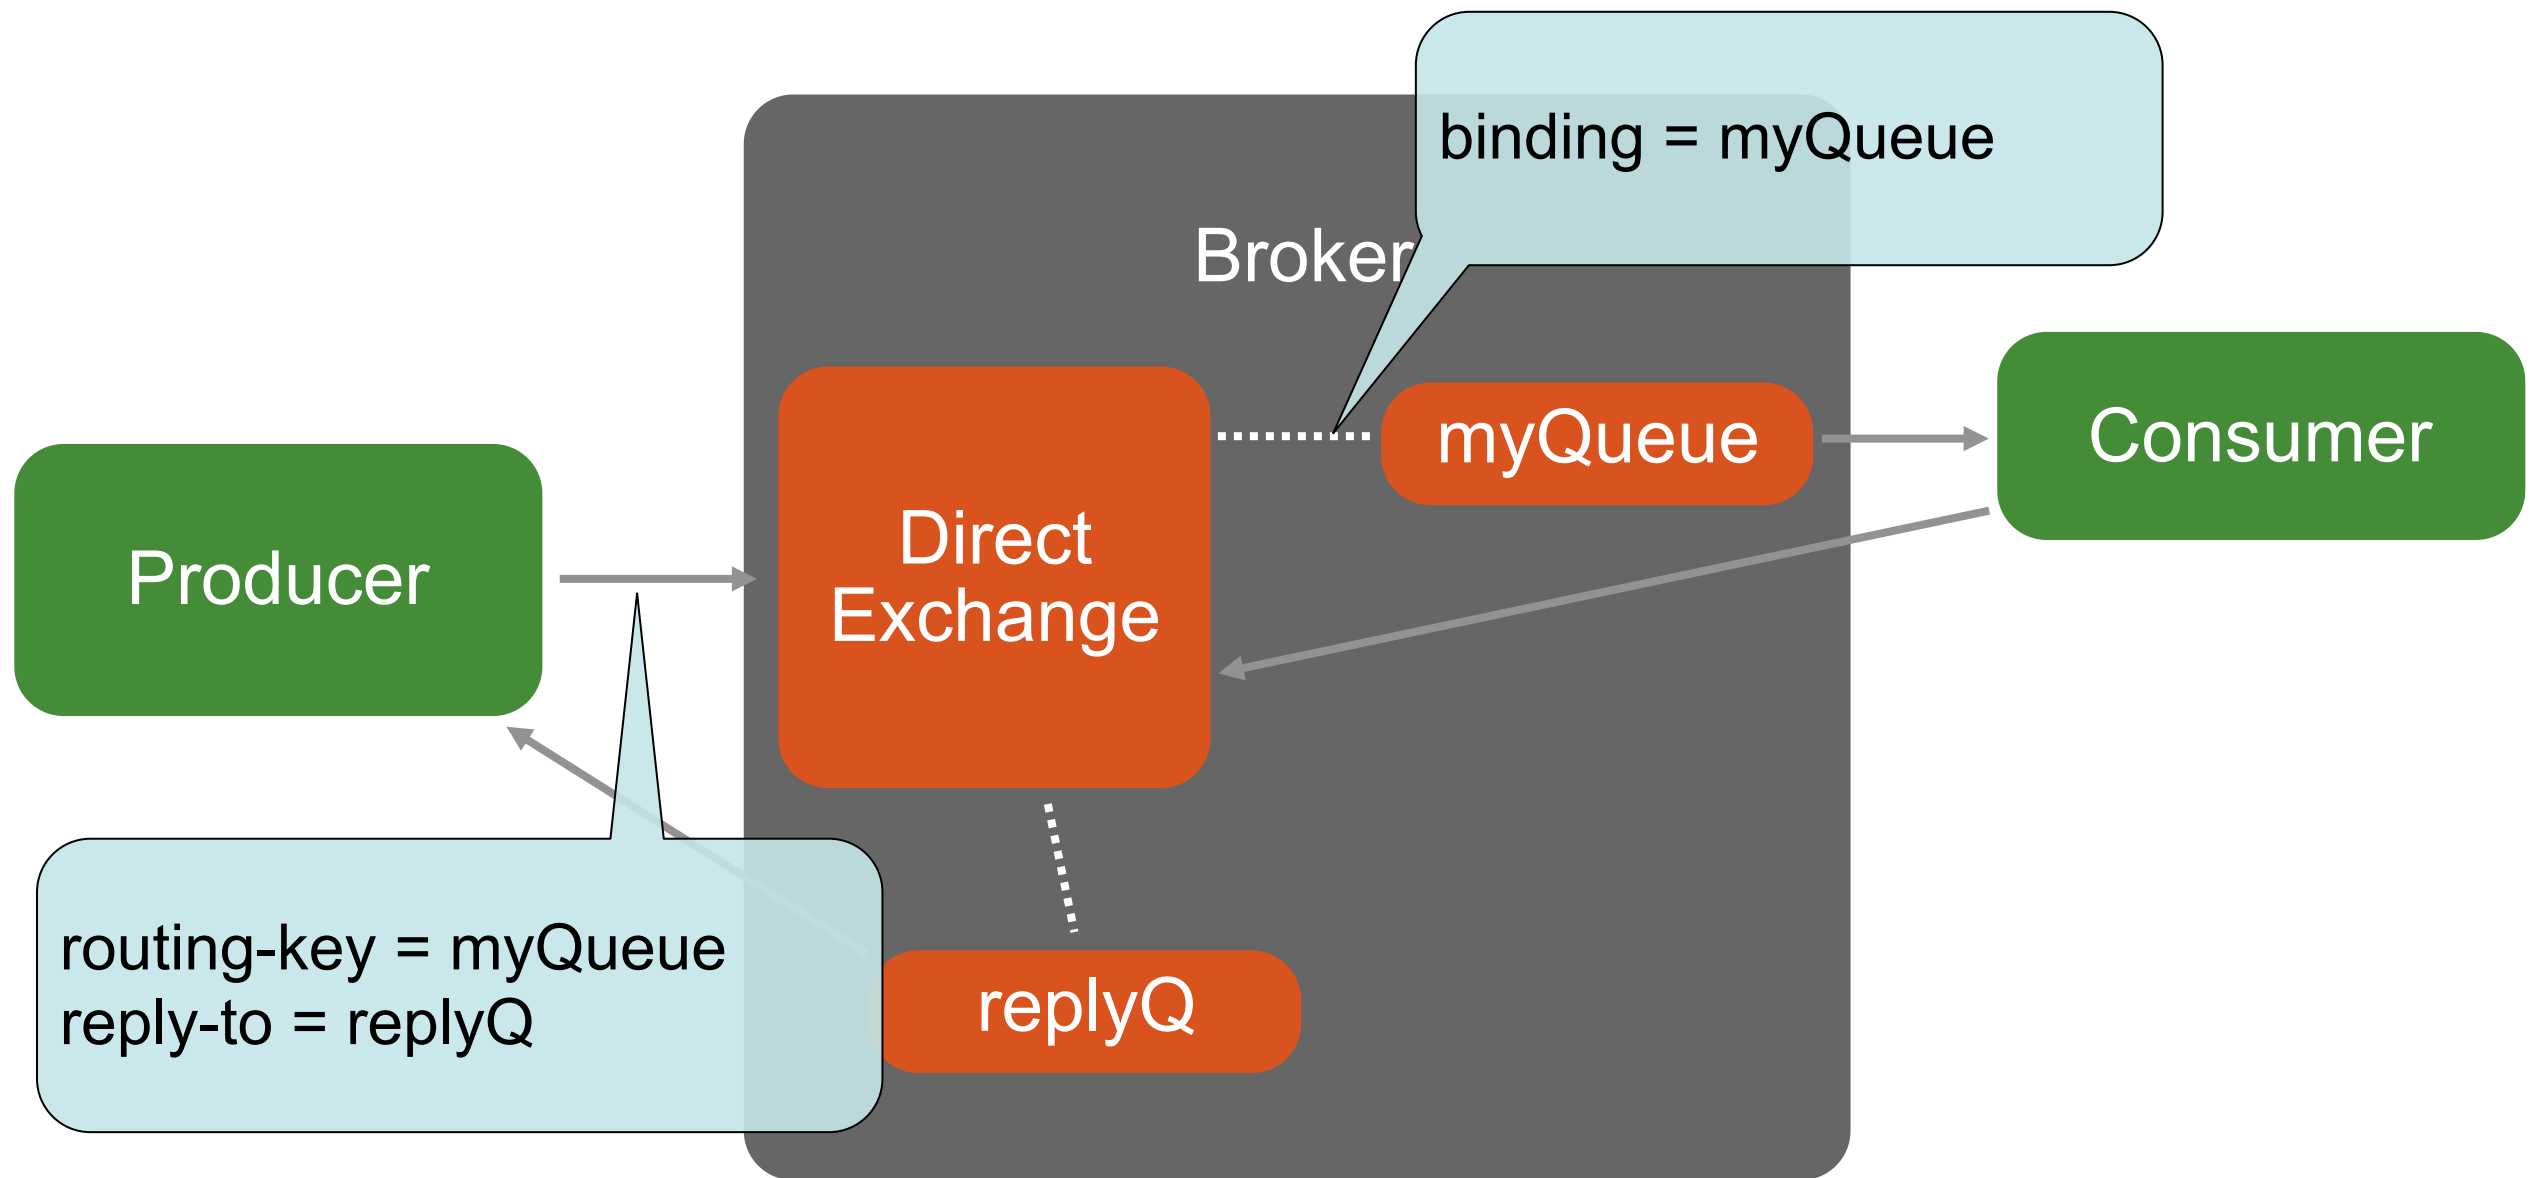 binding = myQueue
Broker
myQueue
Consumer
Direct
Exchange
Producer
routing-key = myQueue
reply-to = replyQ
replyQ